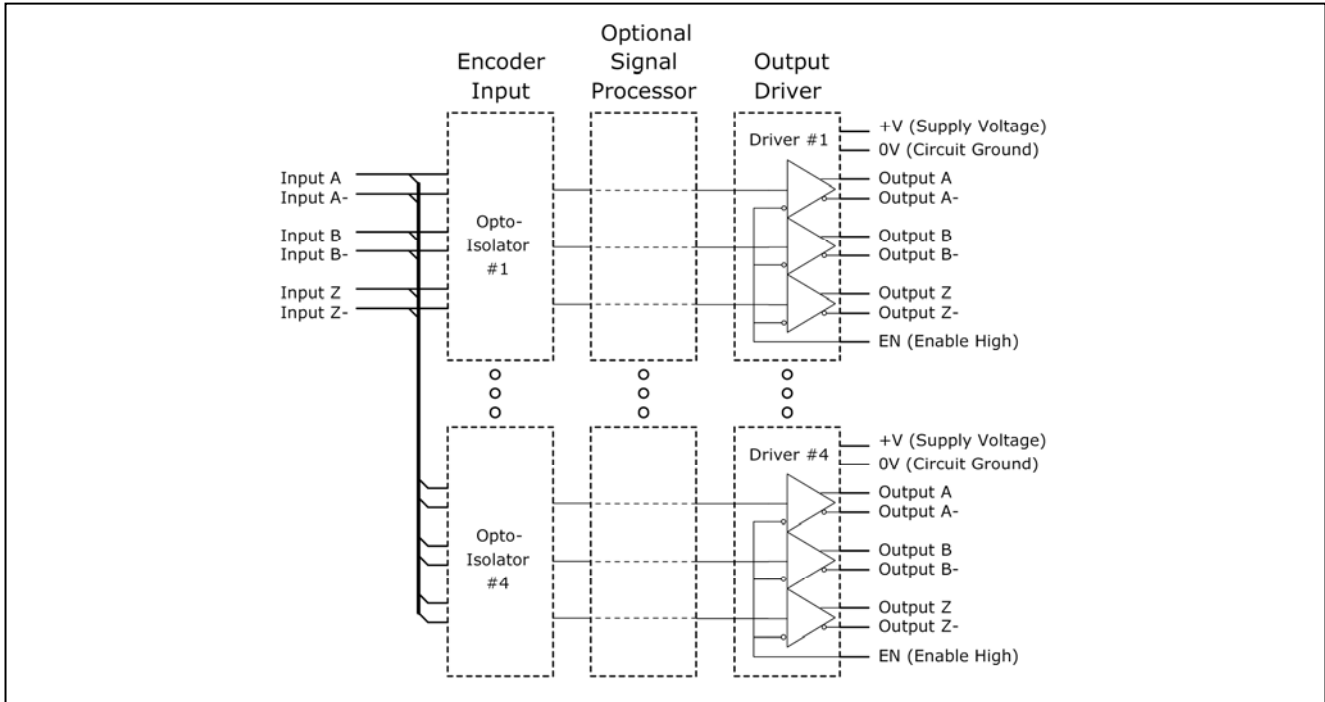 Encoder
Input
Optional
Signal
Processor
Output
Driver
Input A
Input A-
Input B
Input B-
Input Z
Input Z-
Opto-
Isolator
#1
Driver #1
+V (Supply Voltage)
0V (Circuit Ground)
Output A
Output A-
Output B
Output B-
Output Z
Output Z-
EN (Enable High)
Opto-
Isolator
#4
Driver #4
+V (Supply Voltage)
0V (Circuit Ground)
Output A
Output A-
Output B
Output B-
Output Z
Output Z-
EN (Enable High)